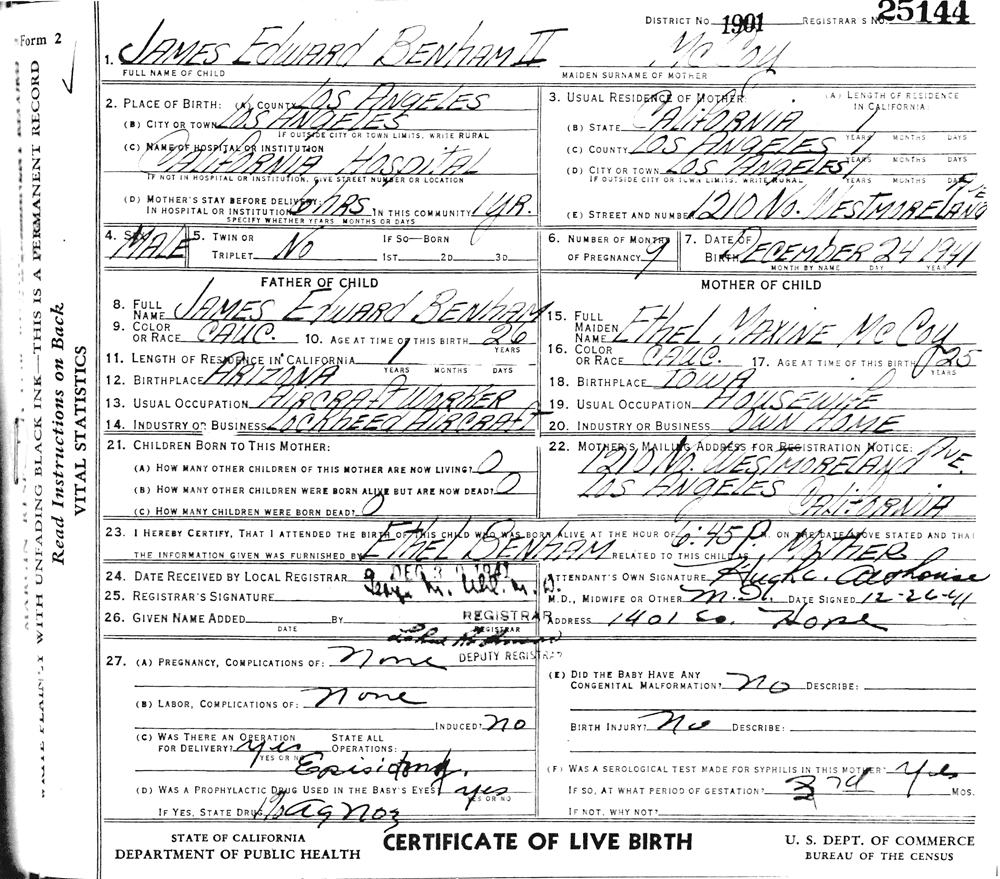 DISTRICT NO. 1901 REGISTRAR'S NO. 25144
Form 2
1. JAMES EDWARD BENHAM II McCoy
FULL NAME OF CHILD MAIDEN SURNAME OF MOTHER
2. PLACE OF BIRTH: (A) COUNTY LOS ANGELES
(B) CITY OR TOWN LOS ANGELES
IF OUTSIDE CITY OR TOWN LIMITS, WRITE RURAL
(C) NAME OF HOSPITAL OR INSTITUTION
CALIFORNIA HOSPITAL
IF NOT IN HOSPITAL OR INSTITUTION, GIVE STREET NUMBER OR LOCATION
(D) MOTHER'S STAY BEFORE DELIVERY:
IN HOSPITAL OR INSTITUTION HRS IN THIS COMMUNITY 1 YR.
SPECIFY WHETHER YEARS MONTHS OR DAYS
3. USUAL RESIDENCE OF MOTHER: (A) LENGTH OF RESIDENCE
IN CALIFORNIA:
(B) STATE CALIFORNIA 1
YEARS MONTHS DAYS
(C) COUNTY LOS ANGELES 1
YEARS MONTHS DAYS
(D) CITY OR TOWN LOS ANGELES 1
IF OUTSIDE CITY OR TOWN LIMITS, WRITE RURAL YEARS MONTHS DAYS
(E) STREET AND NUMBER 1210 NO. WESTMORELAND AVE
4. SEX MALE 5. TWIN OR TRIPLET NO IF SO—BORN 1ST 2D 3D
6. NUMBER OF MONTHS OF PREGNANCY 9 7. DATE OF BIRTH DECEMBER 24 1941
MONTH BY NAME DAY YEAR
FATHER OF CHILD
8. FULL NAME JAMES EDWARD BENHAM
9. COLOR OR RACE CAUC. 10. AGE AT TIME OF THIS BIRTH 26 YEARS
11. LENGTH OF RESIDENCE IN CALIFORNIA 1
YEARS MONTHS DAYS
12. BIRTHPLACE ARIZONA
13. USUAL OCCUPATION AIRCRAFT WORKER
14. INDUSTRY OR BUSINESS LOCKHEED AIRCRAFT
MOTHER OF CHILD
15. FULL MAIDEN NAME ETHEL MAXINE McCOY
16. COLOR OR RACE CAUC. 17. AGE AT TIME OF THIS BIRTH 25 YEARS
18. BIRTHPLACE IOWA
19. USUAL OCCUPATION HOUSEWIFE
20. INDUSTRY OR BUSINESS OWN HOME
21. CHILDREN BORN TO THIS MOTHER:
(A) HOW MANY OTHER CHILDREN OF THIS MOTHER ARE NOW LIVING? 0
(B) HOW MANY OTHER CHILDREN WERE BORN ALIVE BUT ARE NOW DEAD? 0
(C) HOW MANY CHILDREN WERE BORN DEAD? 0
22. MOTHER'S MAILING ADDRESS FOR REGISTRATION NOTICE:
1210 NO. WESTMORELAND AVE.
LOS ANGELES
CALIFORNIA
23. I HEREBY CERTIFY, THAT I ATTENDED THE BIRTH OF THIS CHILD WHO WAS BORN ALIVE AT THE HOUR OF 6:45 P. M. ON THE DATE ABOVE STATED AND THAT
THE INFORMATION GIVEN WAS FURNISHED BY ETHEL BENHAM RELATED TO THIS CHILD AS MOTHER
24. DATE RECEIVED BY LOCAL REGISTRAR DEC 1941
25. REGISTRAR'S SIGNATURE
REGISTRAR
26. GIVEN NAME ADDED BY
DATE REGISTRAR
DEPUTY REGISTRAR
ATTENDANT'S OWN SIGNATURE Hugh C.
M.D., MIDWIFE OR OTHER M.D. DATE SIGNED 12-26-41
ADDRESS 1401 So. Hope
27. (A) PREGNANCY, COMPLICATIONS OF: None
(B) LABOR, COMPLICATIONS OF: None
INDUCED? NO
(C) WAS THERE AN OPERATION FOR DELIVERY? yes STATE ALL OPERATIONS:
YES OR NO
(D) WAS A PROPHYLACTIC DRUG USED IN THE BABY'S EYES? yes
YES OR NO
IF YES, STATE DRUG 1% AgNO3
(E) DID THE BABY HAVE ANY
CONGENITAL MALFORMATION? NO DESCRIBE:
BIRTH INJURY? No DESCRIBE:
(F) WAS A SEROLOGICAL TEST MADE FOR SYPHILIS IN THIS MOTHER? Yes
IF SO, AT WHAT PERIOD OF GESTATION? 3rd MOS.
IF NOT, WHY NOT?
STATE OF CALIFORNIA
DEPARTMENT OF PUBLIC HEALTH
CERTIFICATE OF LIVE BIRTH
U. S. DEPT. OF COMMERCE
BUREAU OF THE CENSUS
WRITE PLAINLY WITH UNFADING BLACK INK—THIS IS A PERMANENT RECORD
Read Instructions on Back
VITAL STATISTICS